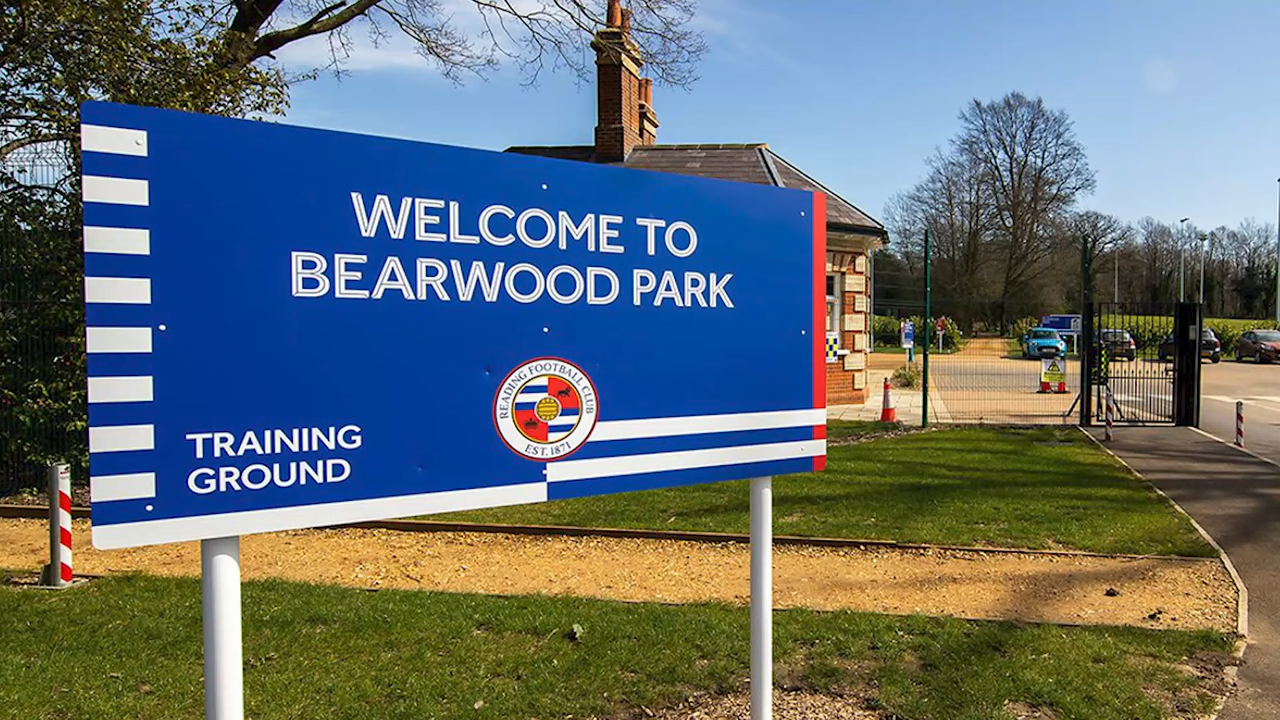 WELCOME TO
BEARWOOD PARK
READING FOOTBALL CLUB
EST. 1871
TRAINING
GROUND